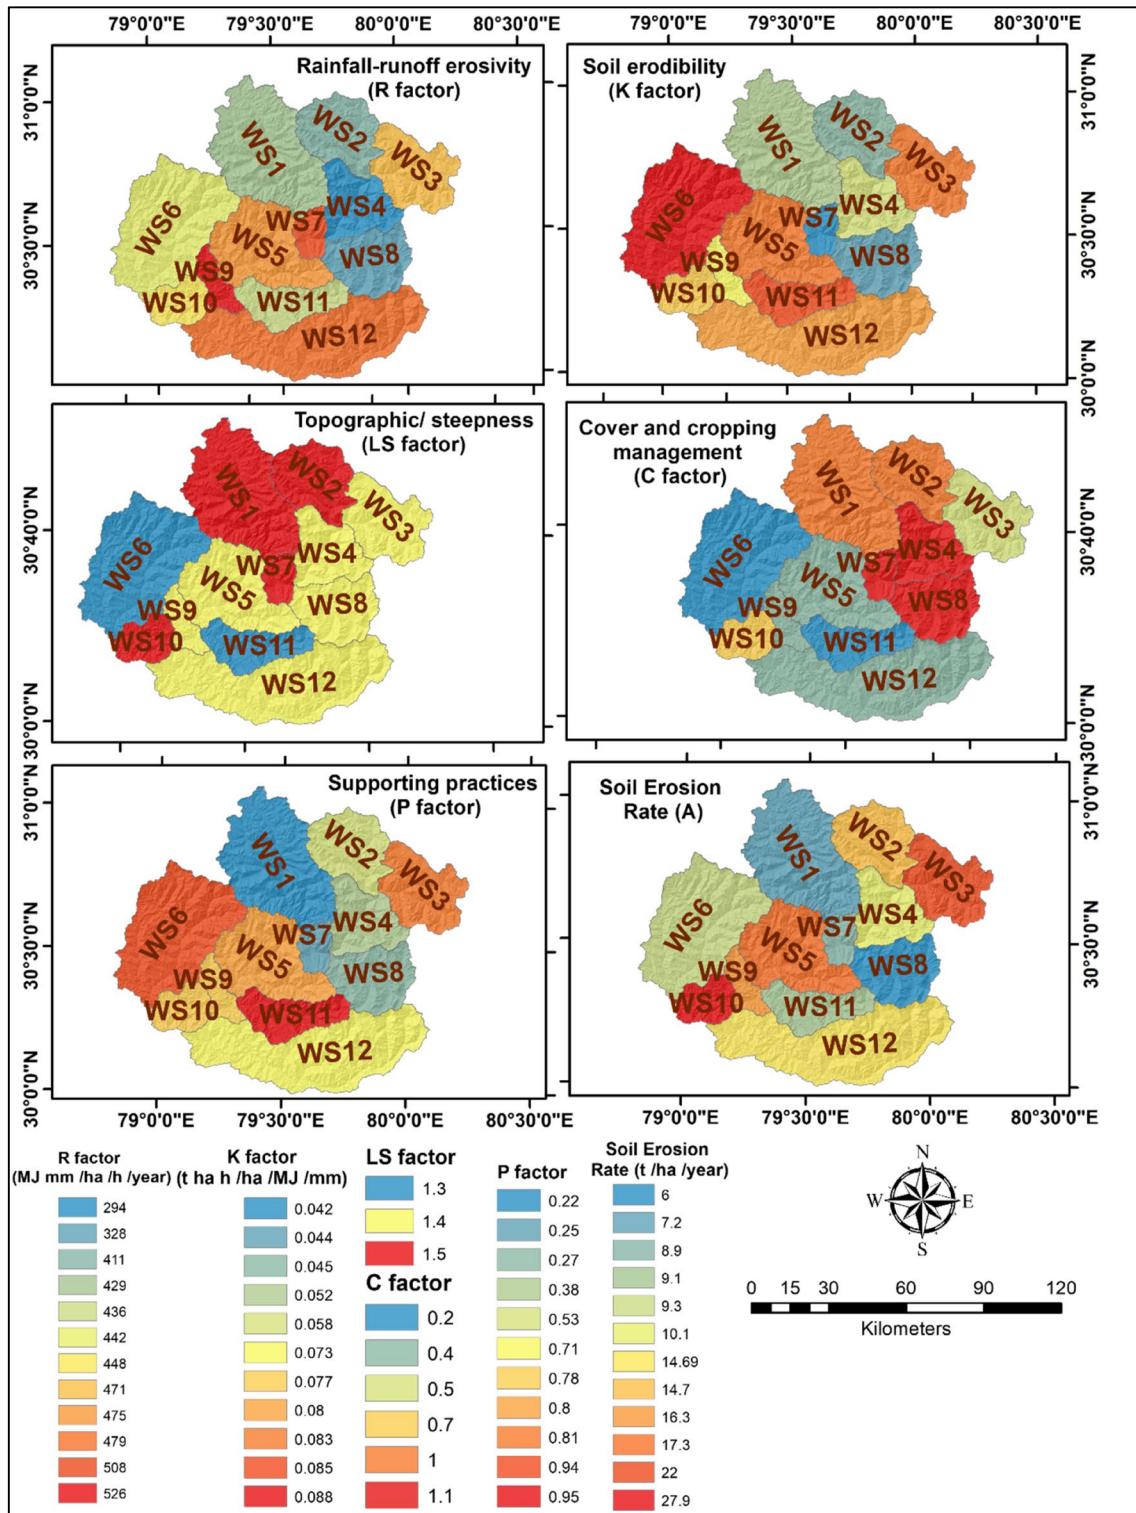 79°0'0"E 79°30'0"E 80°0'0"E 80°30'0"E
79°0'0"E 79°30'0"E 80°0'0"E 80°30'0"E
31°0'0"N
30°30'0"N
Rainfall-runoff erosivity
(R factor)
WS1
WS2
WS3
WS6
WS7
WS4
WS5
WS8
WS9
WS10
WS11
WS12
Soil erodibility
(K factor)
WS1
WS2
WS3
WS6
WS7
WS4
WS5
WS8
WS9
WS10
WS11
WS12
31°0'0"N
30°30'0"N
30°0'0"N
30°40'0"N
30°0'0"N
Topographic/ steepness
(LS factor)
WS1
WS2
WS3
WS6
WS7
WS4
WS5
WS8
WS9
WS10
WS11
WS12
Cover and cropping
management
(C factor)
WS1
WS2
WS3
WS6
WS7
WS4
WS5
WS8
WS9
WS10
WS11
WS12
30°40'0"N
30°0'0"N
31°0'0"N
30°30'0"N
30°0'0"N
Supporting practices
(P factor)
WS1
WS2
WS3
WS6
WS7
WS4
WS5
WS8
WS9
WS10
WS11
WS12
Soil Erosion
Rate (A)
WS1
WS2
WS3
WS6
WS7
WS4
WS5
WS8
WS9
WS10
WS11
WS12
31°0'0"N
30°30'0"N
79°0'0"E 79°30'0"E 80°0'0"E 80°30'0"E
79°0'0"E 79°30'0"E 80°0'0"E 80°30'0"E
R factor
(MJ mm /ha /h /year)
294
328
411
429
436
442
448
471
475
479
508
526
K factor
(t ha h /ha /MJ /mm)
0.042
0.044
0.045
0.052
0.058
0.073
0.077
0.08
0.083
0.085
0.088
LS factor
1.3
1.4
1.5
C factor
0.2
0.4
0.5
0.7
1
1.1
P factor
0.22
0.25
0.27
0.38
0.53
0.71
0.78
0.8
0.81
0.94
0.95
Soil Erosion
Rate (t /ha /year)
6
7.2
8.9
9.1
9.3
10.1
14.69
14.7
16.3
17.3
22
27.9
N
W E
S
0 15 30 60 90 120
Kilometers